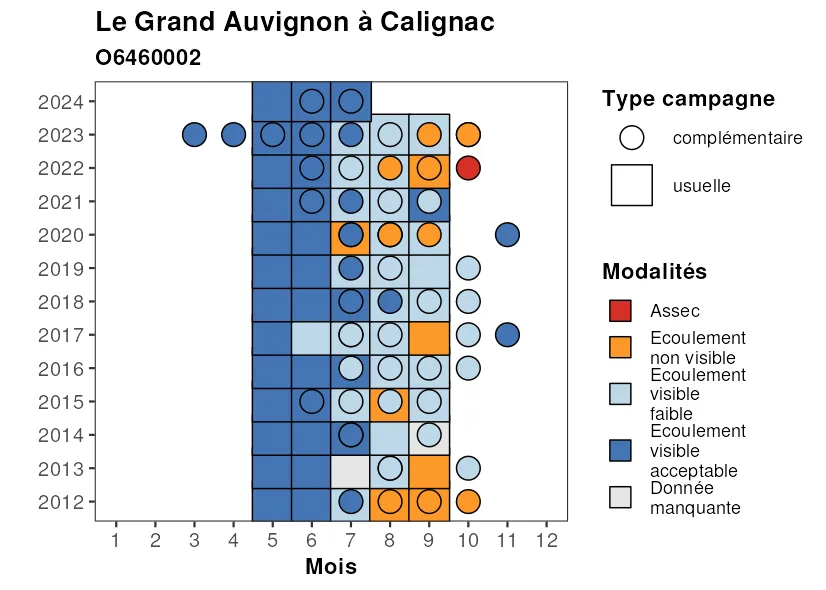 Le Grand Auvignon à Calignac
O6460002
2024
2023
2022
2021
2020
2019
2018
2017
2016
2015
2014
2013
2012
1 2 3 4 5 6 7 8 9 10 11 12
Mois
Type campagne
complémentaire
usuelle
Modalités
Assec
Ecoulement
non visible
Ecoulement
visible
faible
Ecoulement
visible
acceptable
Donnée
manquante